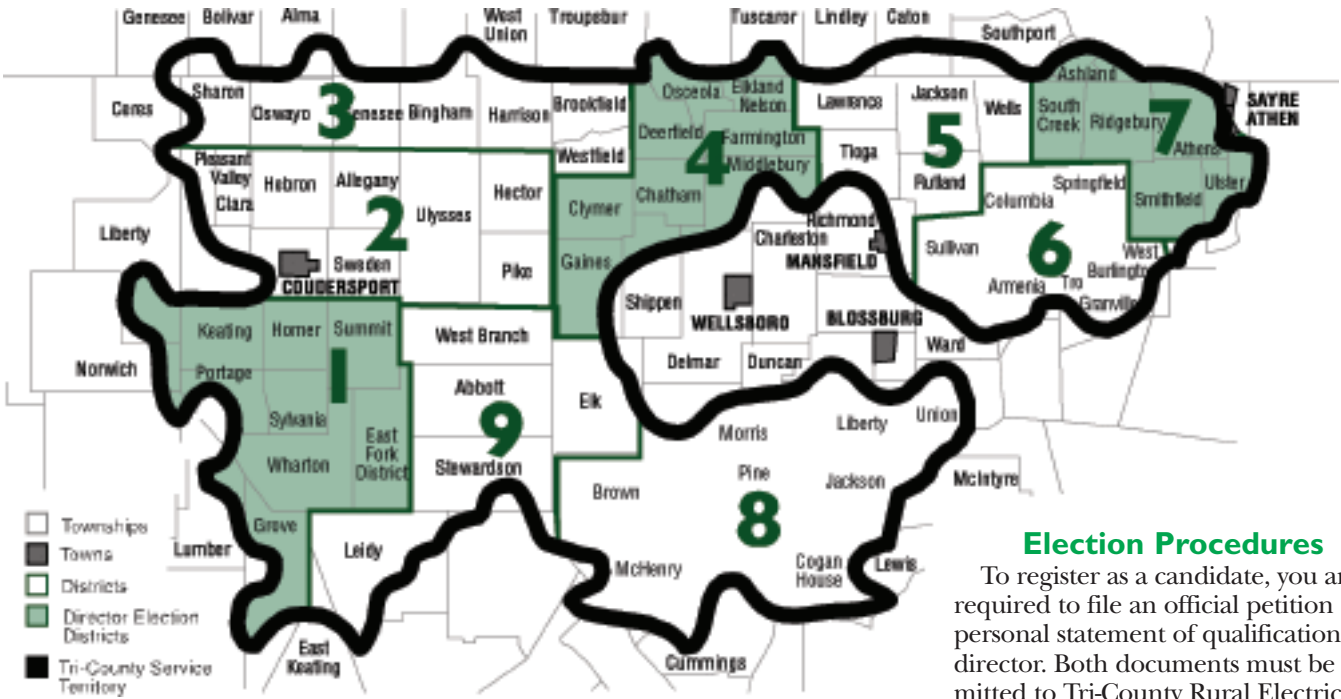 Genesee Bolivar Alma West Union Troupebur Tuscaror Lindley Caton
Southport
Ceres Sharon Oswayo 3 enesee Bingham Harrison Brookfield Osceola Elkland Nelson Lawrence Jackson Wells Ashland
South Creek Ridgebury 7 Athens SAYRE
ATHEN
Westfield Deerfield 4 Farmington
Middlebury Tioga 5 Rutland
Pleasant Valley Clara Hebron Allegany Ulysses Hector Clymer Chatham
Columbia Springfield Smithfield Ulster
Liberty 2 Sweden Pike Gaines
COUDERSPORT
Richmond Charleston MANSFIELD Sullivan 6 West Burlingto
Armenia Tro Granville
Shippen WELLSBORO BLOSSBURG
Delmar Duncan Ward
Norwich Keating Homer Summit West Branch
Portage 1 Abbott Elk
Sylvania East Fork District 9
Wharton Stewardson
Morris Liberty Union
Brown Pine Jackson McIntyre
8
Grove Leidy McHenry Cogan House Lewis
Lumber
East Keating Cummings
Townships
Towns
Districts
Director Election
Districts
Tri-County Service
Territory
Election Procedures
To register as a candidate, you ar
required to file an official petition
personal statement of qualification
director. Both documents must be
mitted to Tri-County Rural Electric